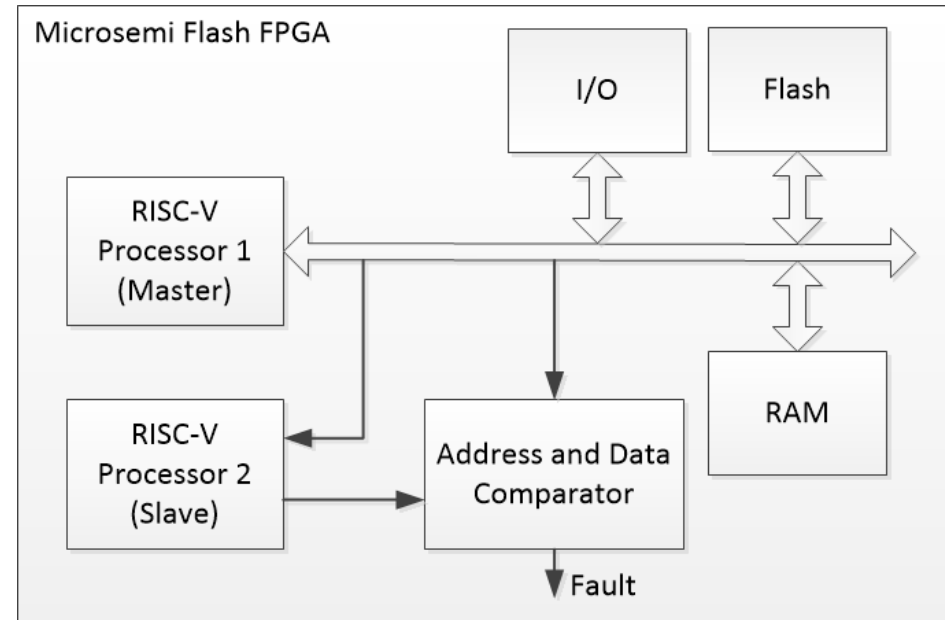 Microsemi Flash FPGA
I/O
Flash
RISC-V
Processor 1
(Master)
RISC-V
Processor 2
(Slave)
Address and Data
Comparator
RAM
Fault